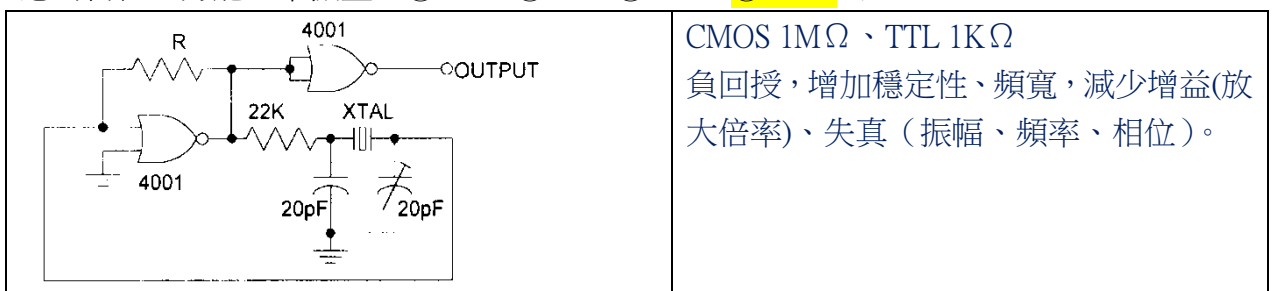 4001
R
OUTPUT
22K
XTAL
4001
20pF
20pF
CMOS 1MΩ、TTL 1KΩ
負回授，增加穩定性、頻寬，減少增益(放
大倍率)、失真（振幅、頻率、相位）。